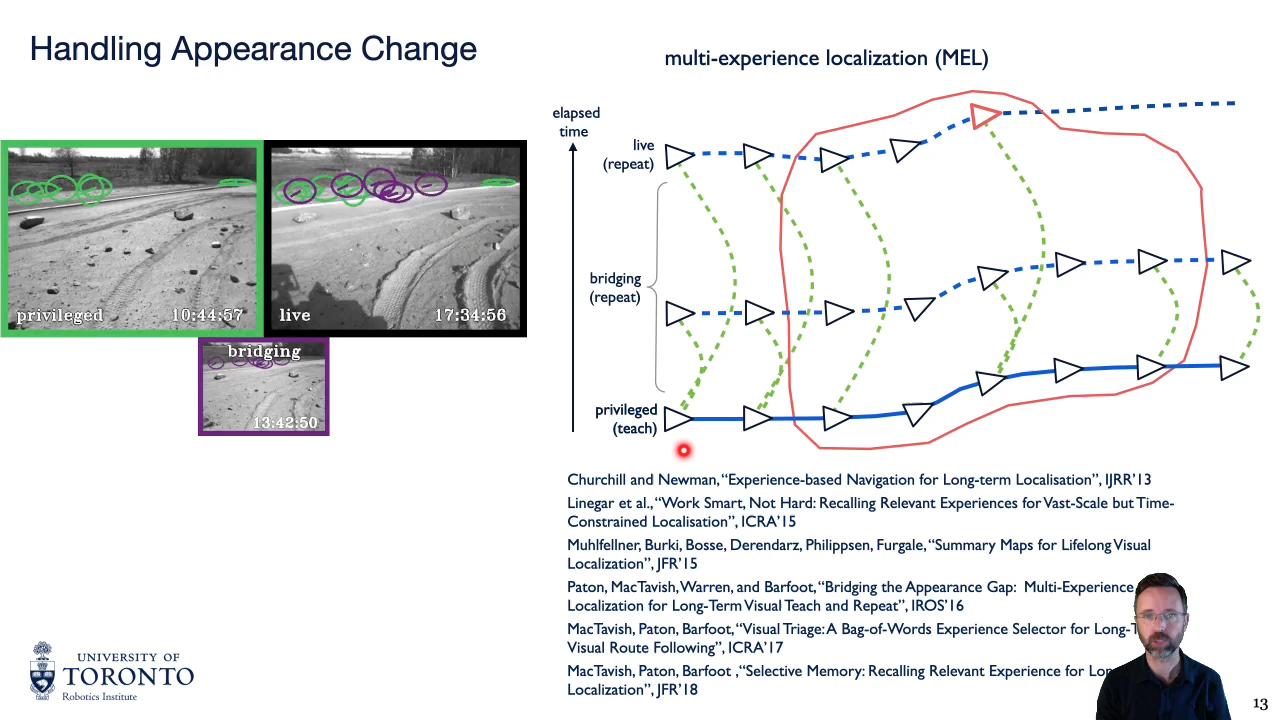 Handling Appearance Change
multi-experience localization (MEL)
elapsed
time
live
(repeat)
bridging
(repeat)
privileged
(teach)
privileged
10:44:57
live
17:34:56
bridging
13:42:50
Churchill and Newman, “Experience-based Navigation for Long-term Localisation”, IJRR’13
Linegar et al., “Work Smart, Not Hard: Recalling Relevant Experiences for Vast-Scale but Time-
Constrained Localisation”, ICRA’15
Muhlfellner, Burki, Bosse, Derendarz, Philippsen, Furgale, “Summary Maps for Lifelong Visual
Localization”, JFR’15
Paton, MacTavish, Warren, and Barfoot, “Bridging the Appearance Gap: Multi-Experience
Localization for Long-Term Visual Teach and Repeat”, IROS’16
MacTavish, Paton, Barfoot, “Visual Triage: A Bag-of-Words Experience Selector for Long-T
Visual Route Following”, ICRA’17
MacTavish, Paton, Barfoot ,“Selective Memory: Recalling Relevant Experience for Lon
Localization”, JFR’18
UNIVERSITY OF
TORONTO
Robotics Institute
13